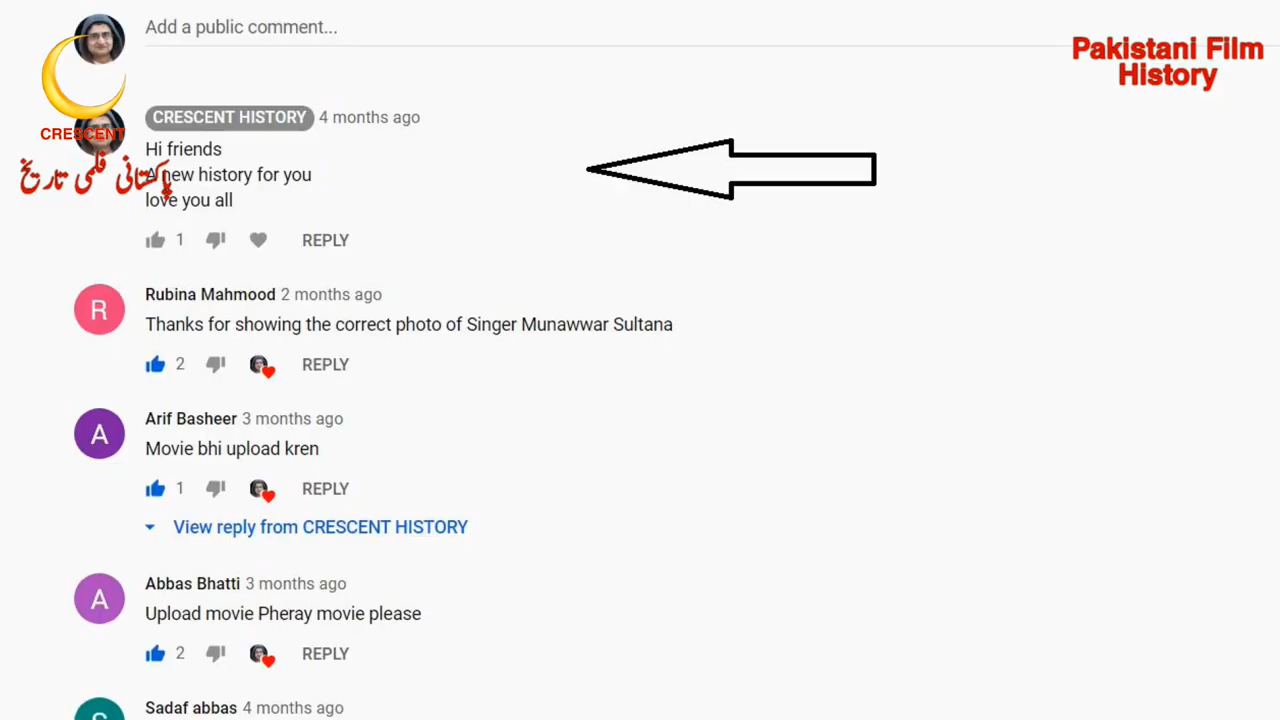 Add a public comment...
Pakistani Film
History
CRESCENT
پاکستانی فلمی تاریخ
CRESCENT HISTORY 4 months ago
Hi friends
A new history for you
love you all
1 REPLY
R
Rubina Mahmood 2 months ago
Thanks for showing the correct photo of Singer Munawwar Sultana
2 REPLY
A
Arif Basheer 3 months ago
Movie bhi upload kren
1 REPLY
View reply from CRESCENT HISTORY
A
Abbas Bhatti 3 months ago
Upload movie Pheray movie please
2 REPLY
S
Sadaf abbas 4 months ago